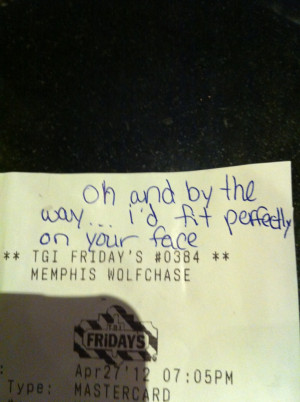 Oh and by the
way... i'd fit perfectly
on your face
** TGI FRIDAY'S #0384 **
MEMPHIS WOLFCHASE
FRIDAYS
: Apr27'12 07:05PM
Type: MASTERCARD